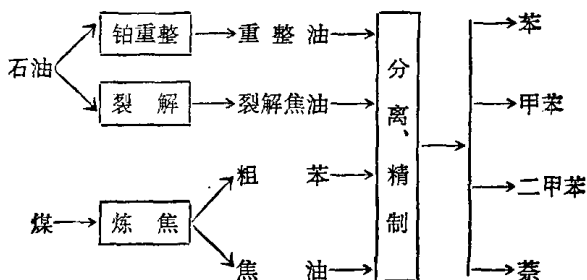 苯
铂重整 重整油
石油
分离、精制
裂解 裂解焦油 甲苯
粗苯
二甲苯
煤 炼焦
焦油 萘